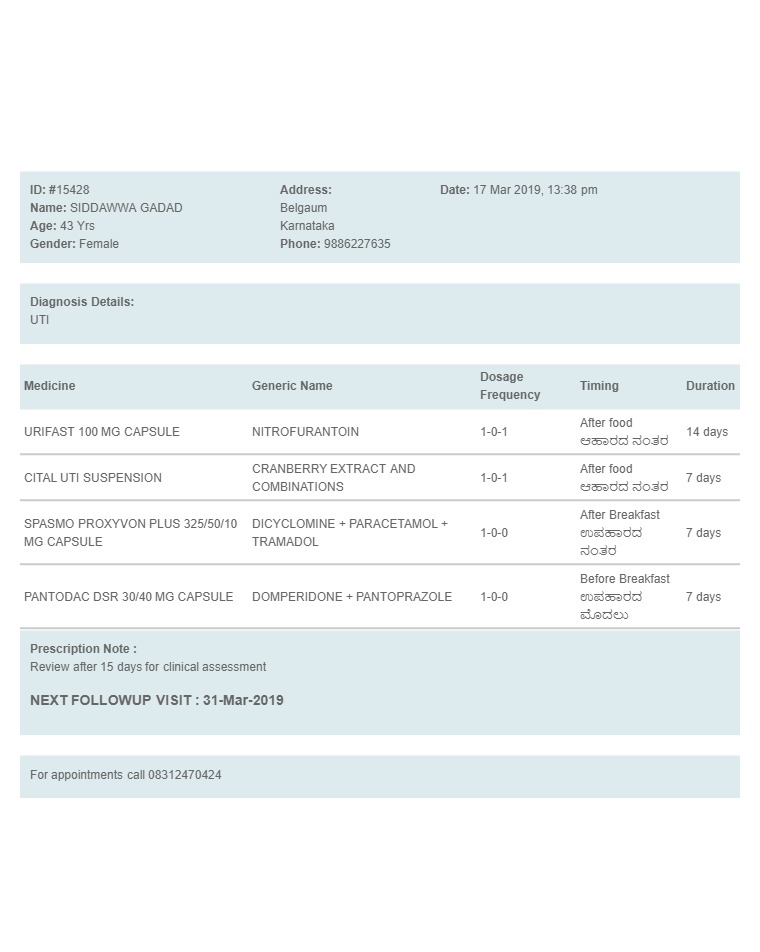 ID: #15428 Address: Date: 17 Mar 2019, 13:38 pm
Name: SIDDAWWA GADAD Belgaum
Age: 43 Yrs Karnataka
Gender: Female Phone: 9886227635
Diagnosis Details:
UTI
Medicine Generic Name Dosage Frequency Timing Duration
URIFAST 100 MG CAPSULE NITROFURANTOIN 1-0-1 After food 14 days
ಆಹಾರದ ನಂತರ
CITAL UTI SUSPENSION CRANBERRY EXTRACT AND COMBINATIONS 1-0-1 After food 7 days
ಆಹಾರದ ನಂತರ
SPASMO PROXYVON PLUS 325/50/10 MG CAPSULE DICYCLOMINE + PARACETAMOL + TRAMADOL 1-0-0 After Breakfast 7 days
ಉಪಹಾರದ
ನಂತರ
PANTODAC DSR 30/40 MG CAPSULE DOMPERIDONE + PANTOPRAZOLE 1-0-0 Before Breakfast 7 days
ಉಪಹಾರದ
ಮೊದಲು
Prescription Note :
Review after 15 days for clinical assessment
NEXT FOLLOWUP VISIT : 31-Mar-2019
For appointments call 08312470424